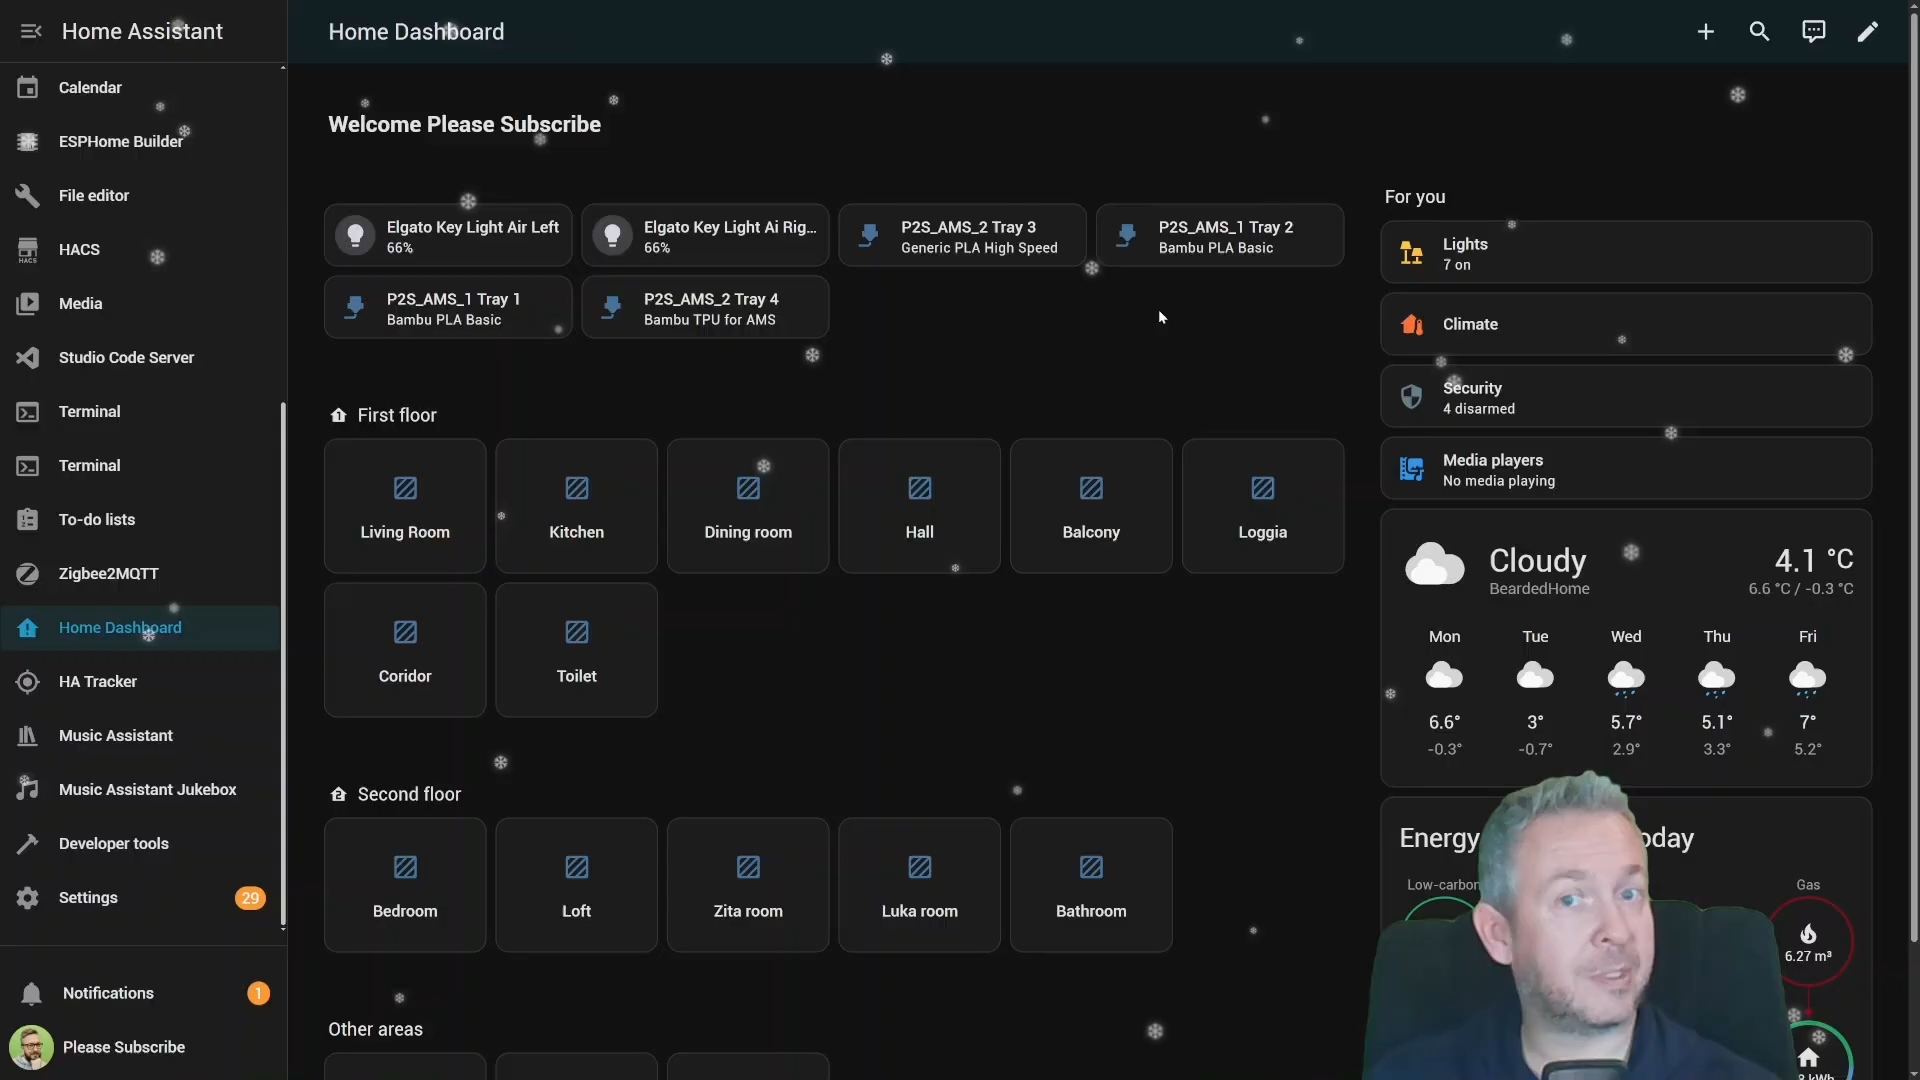 Home Assistant
Calendar
ESPHome Builder
File editor
HACS
HACS
Media
Studio Code Server
Terminal
Terminal
To-do lists
Zigbee2MQTT
Home Dashboard
HA Tracker
Music Assistant
Music Assistant Jukebox
Developer tools
Settings
29
Notifications
1
Please Subscribe
Home Dashboard
Welcome Please Subscribe
Elgato Key Light Air Left
66%
Elgato Key Light Ai Rig...
66%
P2S_AMS_2 Tray 3
Generic PLA High Speed
P2S_AMS_1 Tray 2
Bambu PLA Basic
P2S_AMS_1 Tray 1
Bambu PLA Basic
P2S_AMS_2 Tray 4
Bambu TPU for AMS
First floor
Living Room
Kitchen
Dining room
Hall
Balcony
Loggia
Coridor
Toilet
Second floor
Bedroom
Loft
Zita room
Luka room
Bathroom
Other areas
For you
Lights
7 on
Climate
Security
4 disarmed
Media players
No media playing
Cloudy
BeardedHome
4.1 °C
6.6 °C / -0.3 °C
Mon Tue Wed Thu Fri
6.6° 3° 5.7° 5.1° 7°
-0.3° -0.7° 2.9° 3.3° 5.2°
Energy
Low-carbon
Gas
6.27 m³